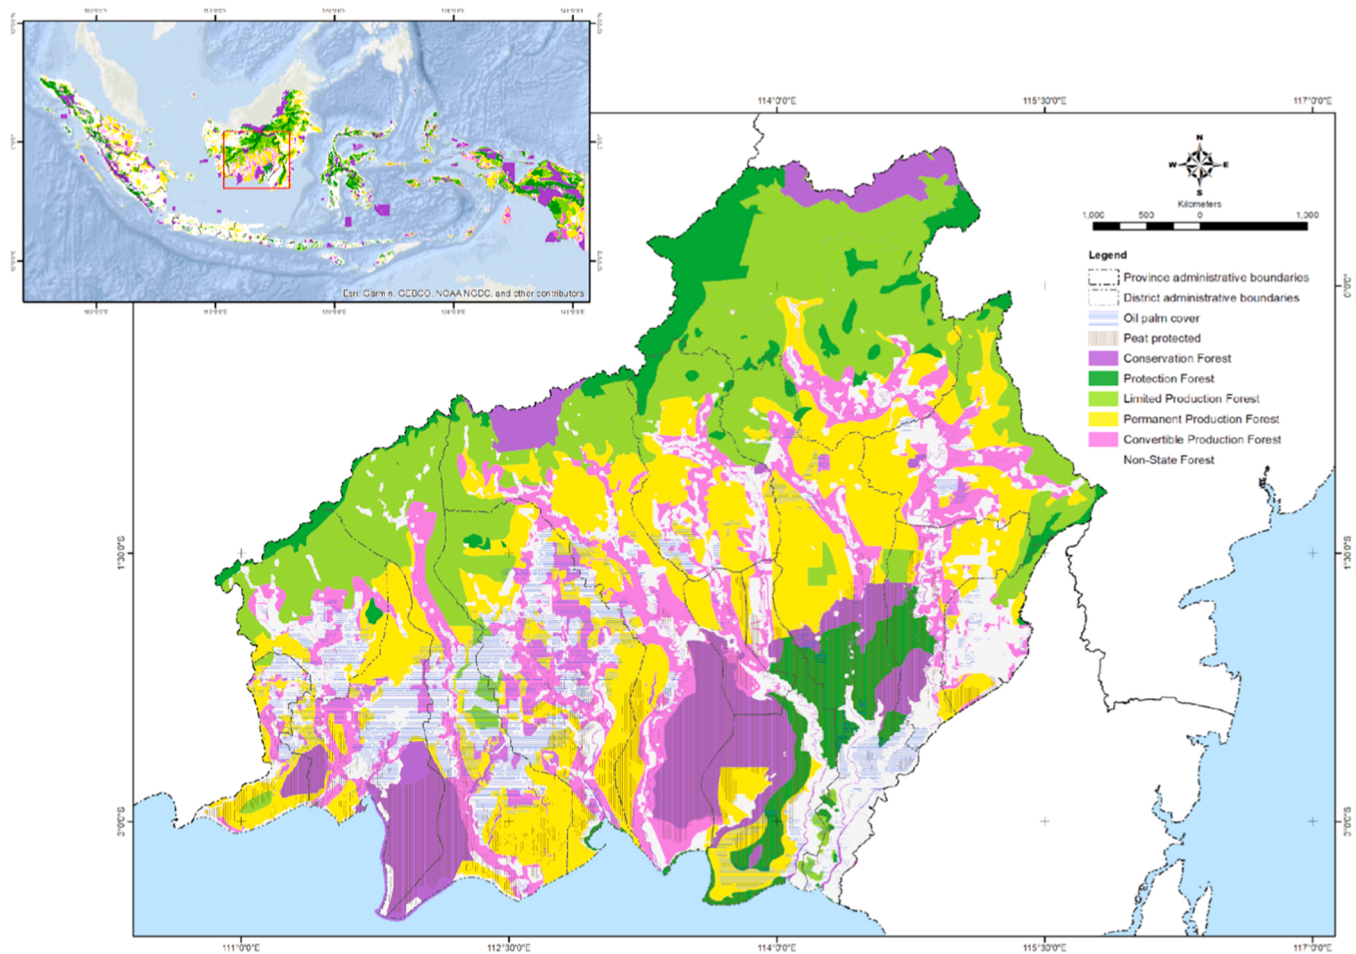 Esri, Garmin, GEBCO, NOAA NGDC, and other contributors
114°0'0"E
115°30'0"E
117°0'0"E
N
W
E
S
Kilometers
1,000
500
0
1,000
Legend
Province administrative boundaries
District administrative boundaries
Oil palm cover
Peat protected
Conservation Forest
Protection Forest
Limited Production Forest
Permanent Production Forest
Convertible Production Forest
Non-State Forest
0°0'0"
1°30'0"S
1°30'0"S
3°0'0"S
3°0'0"S
111°0'0"E
112°30'0"E
114°0'0"E
115°30'0"E
117°0'0"E